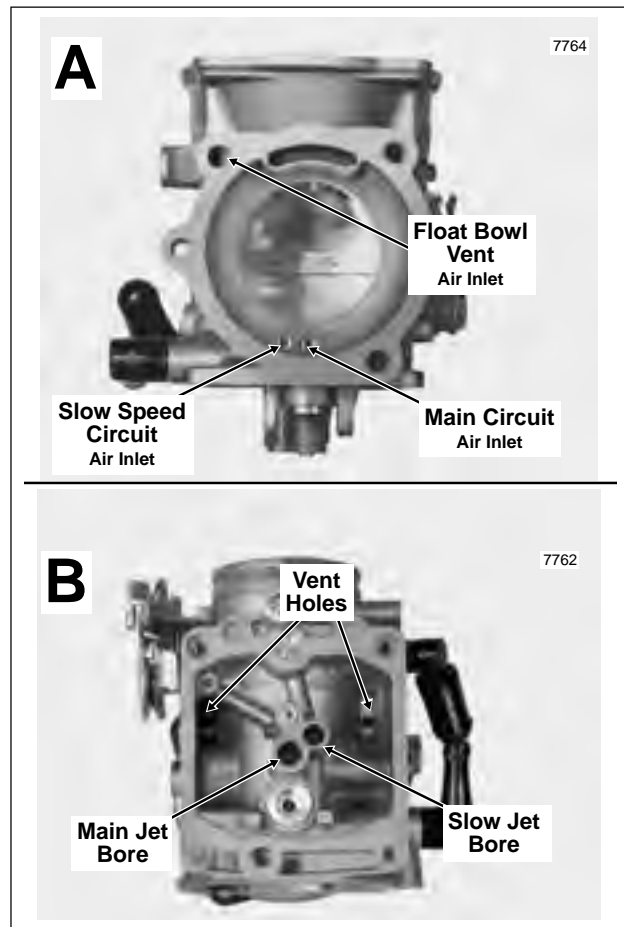 A
7764
Float Bowl
Vent
Air Inlet
Slow Speed
Circuit
Air Inlet
Main Circuit
Air Inlet
B
7762
Vent
Holes
Main Jet
Bore
Slow Jet
Bore